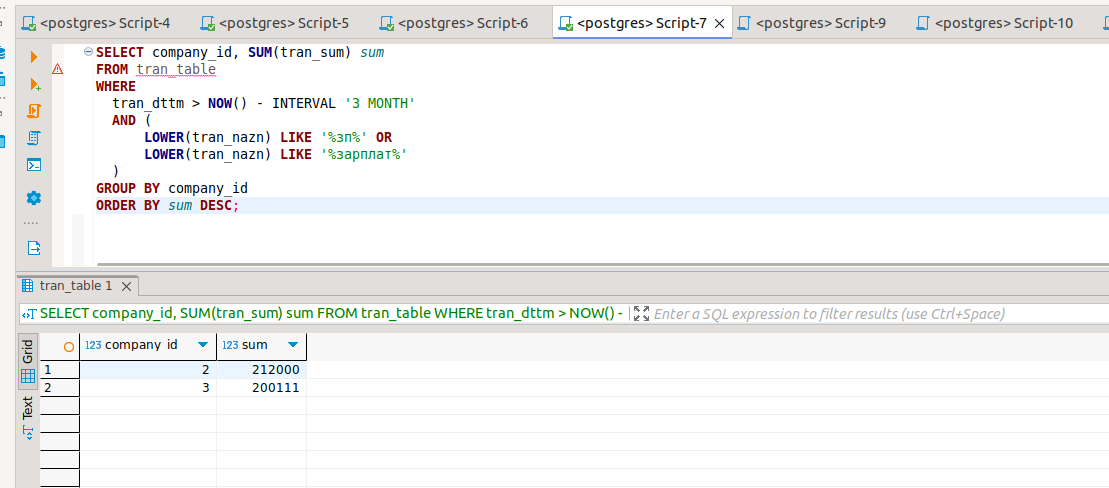 <postgres> Script-4
<postgres> Script-5
<postgres> Script-6
<postgres> Script-7
<postgres> Script-9
<postgres> Script-10
SELECT company_id, SUM(tran_sum) sum
FROM tran_table
WHERE
tran_dttm > NOW() - INTERVAL '3 MONTH'
AND (
LOWER(tran_nazn) LIKE '%зп%' OR
LOWER(tran_nazn) LIKE '%зарплат%'
)
GROUP BY company_id
ORDER BY sum DESC;
tran_table 1
SELECT company_id, SUM(tran_sum) sum FROM tran_table WHERE tran_dttm > NOW() -
Enter a SQL expression to filter results (use Ctrl+Space)
Grid
Text
123 company_id
123 sum
1 2 212000
2 3 200111